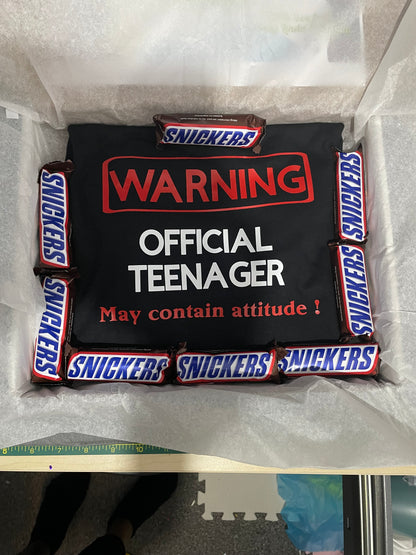 SNICKERS
WARNING
SNICKERS
SNICKERS
OFFICIAL
TEENAGER
SNICKERS
May contain attitude !
SNICKERS
SNICKERS
SNICKERS
SNICKERS